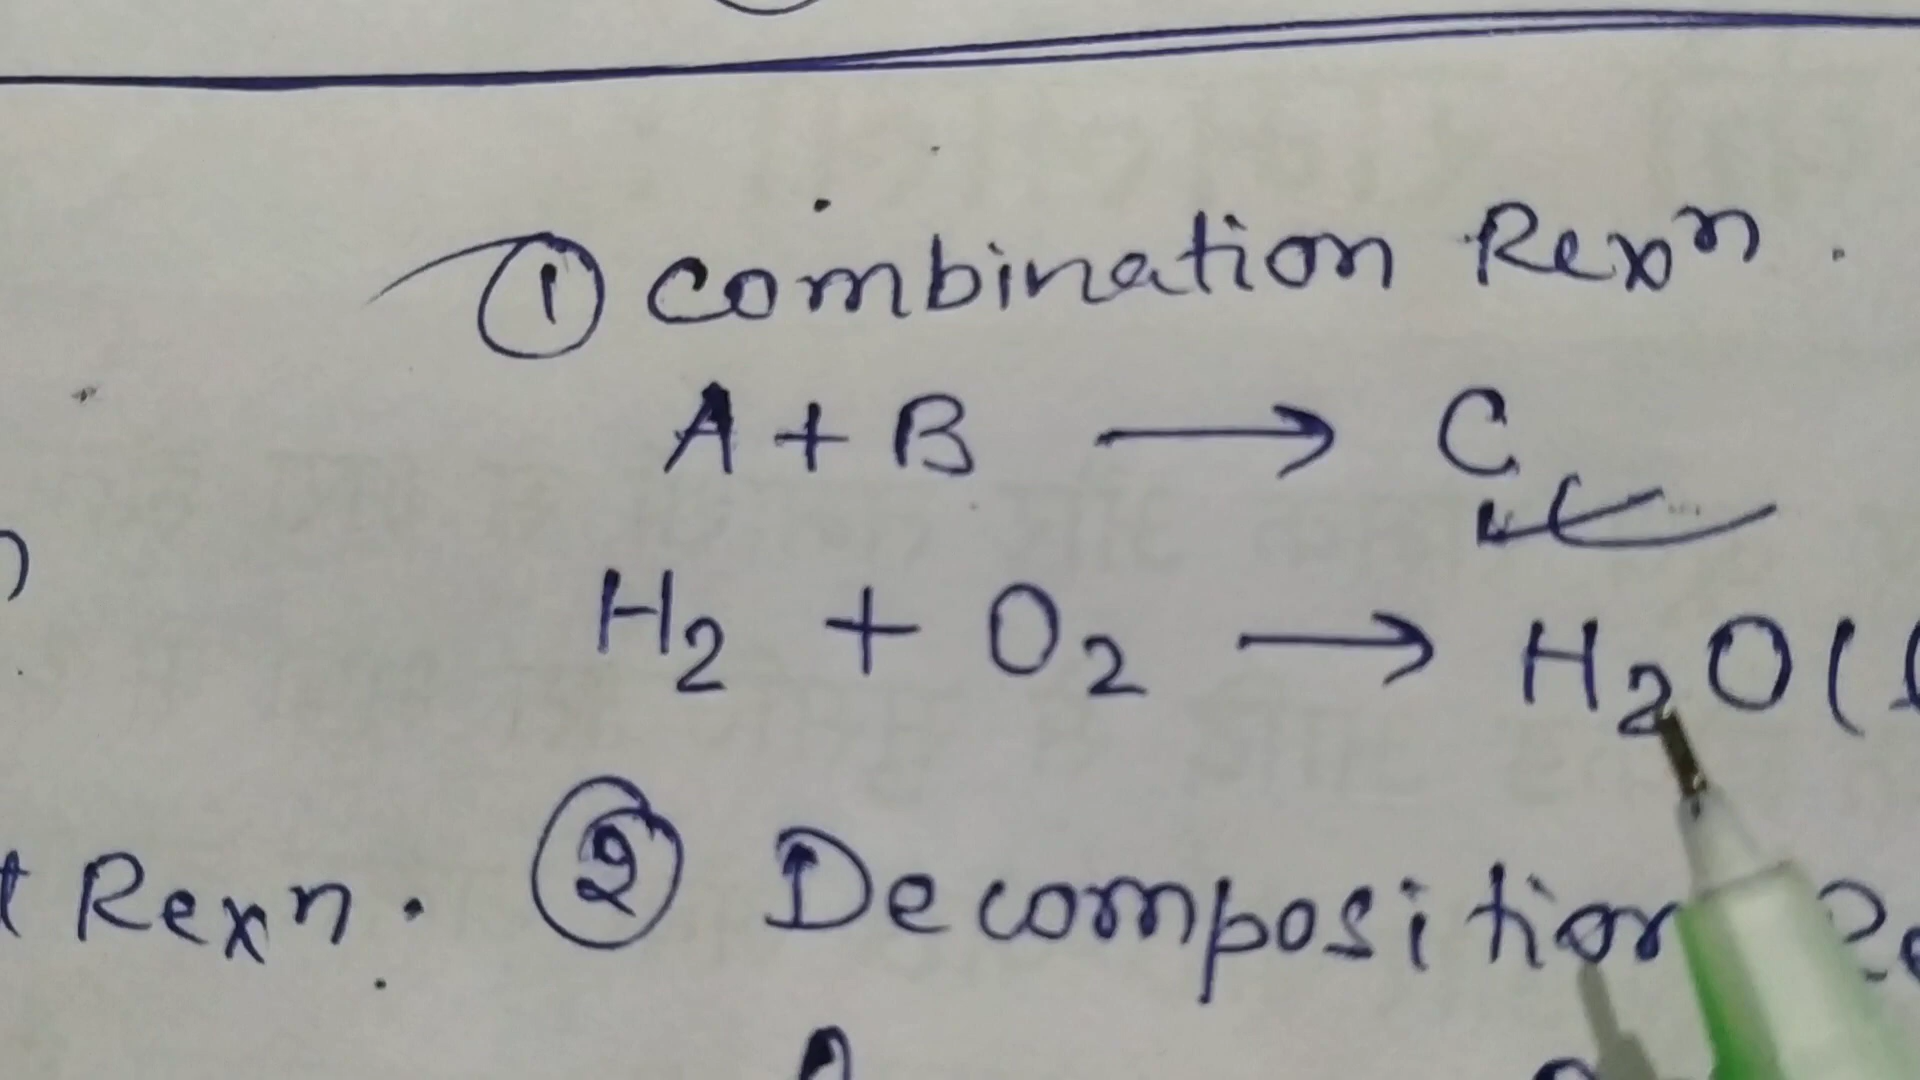 ① Combination Rexn.
A + B → C
H₂ + O₂ → H₂O(
t Rexn. ② Decomposition
A